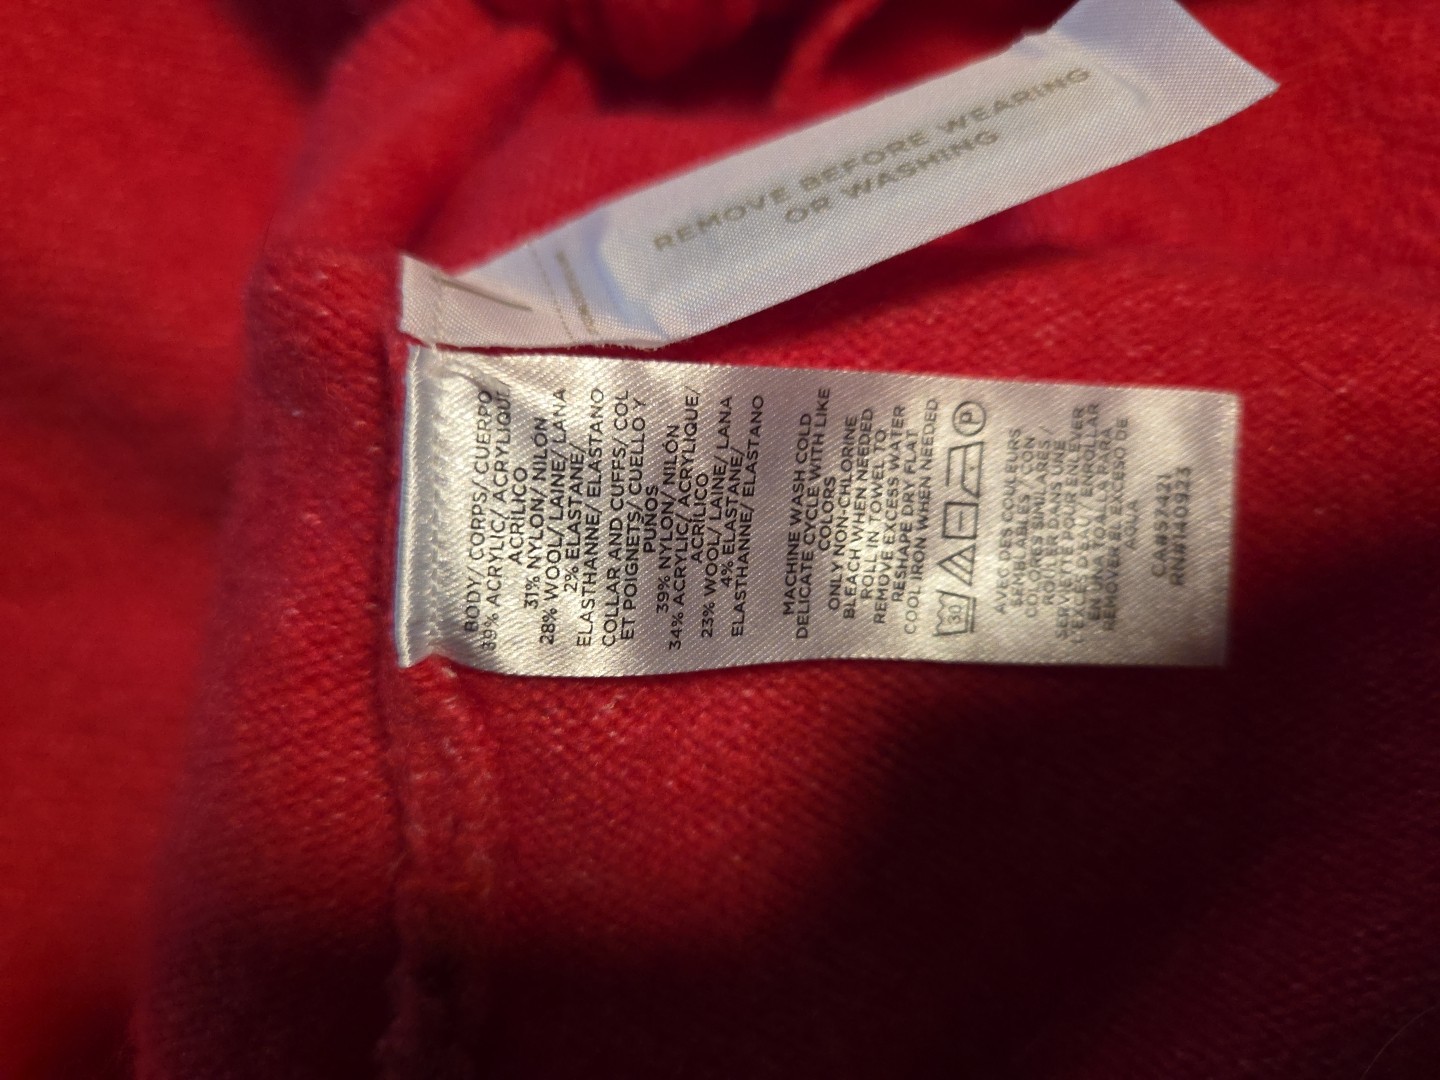 REMOVE BEFORE WEARING
OR WASHING
BODY/ CORPS/ CUERPO
39% ACRYLIC/ ACRYLIQUE
ACRÍLICO
31% NYLON/ NILÓN
28% WOOL/ LAINE/ LANA
2% ELASTANE/
ELASTHANNE/ ELASTANO
COLLAR AND CUFFS/ COL
ET POIGNETS/ CUELLO Y
PUÑOS
39% NYLON/ NILÓN
34% ACRYLIC/ ACRYLIQUE/
ACRÍLICO
23% WOOL/ LAINE/ LANA
4% ELASTANE/
ELASTHANNE/ ELASTANO
MACHINE WASH COLD
DELICATE CYCLE WITH LIKE
COLORS
ONLY NON-CHLORINE
BLEACH WHEN NEEDED
ROLL IN TOWEL TO
REMOVE EXCESS WATER
RESHAPE DRY FLAT
COOL IRON WHEN NEEDED
30 P
AVEC DES COULEURS
SEMBLABLES / CON
COLORES SIMILARES /
ROULER DANS UNE
SERVIETTE POUR ENLEVER
L'EXCES D'EAU / ENROLLAR
EN UNA TOALLA PARA
REMOVER EL EXCESO DE
AGUA
CA#57421
RN#140923